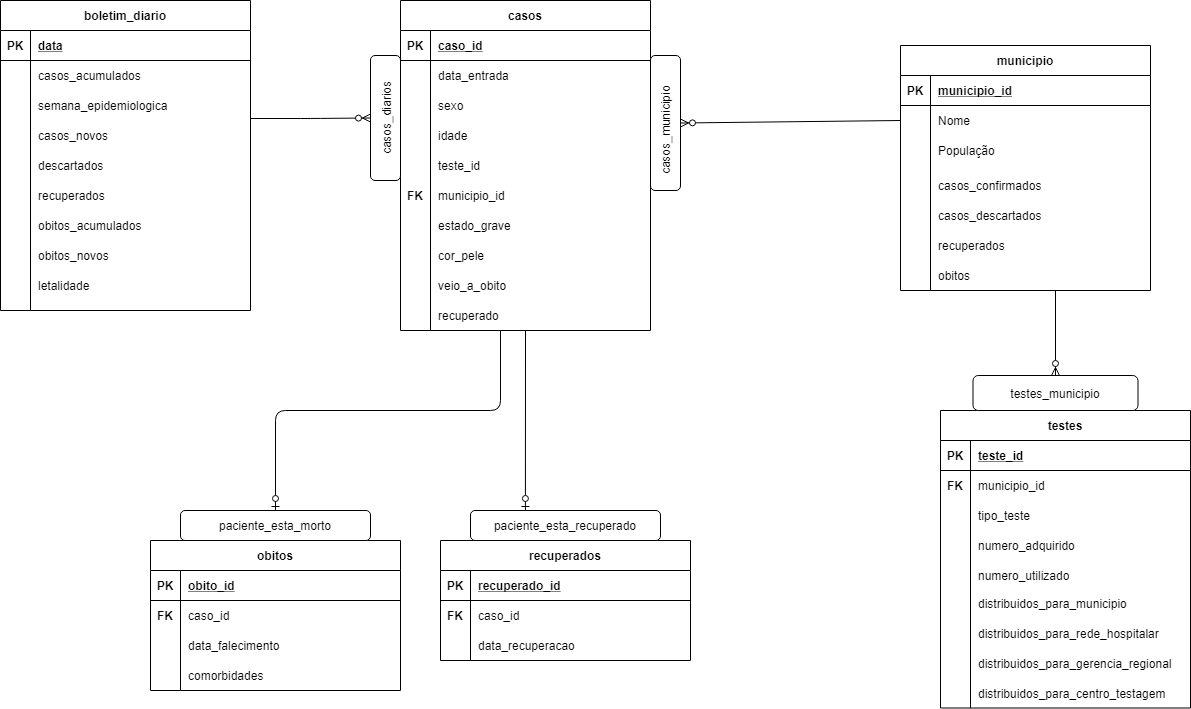 boletim_diario
PK data
casos_acumulados
semana_epidemiologica
casos_novos
descartados
recuperados
obitos_acumulados
obitos_novos
letalidade
casos_diarios
casos
PK caso_id
data_entrada
sexo
idade
teste_id
FK municipio_id
estado_grave
cor_pele
veio_a_obito
recuperado
casos_municipio
municipio
PK municipio_id
Nome
População
casos_confirmados
casos_descartados
recuperados
obitos
testes_municipio
testes
PK teste_id
FK municipio_id
tipo_teste
numero_adquirido
numero_utilizado
distribuidos_para_municipio
distribuidos_para_rede_hospitalar
distribuidos_para_gerencia_regional
distribuidos_para_centro_testagem
paciente_esta_morto
obitos
PK obito_id
FK caso_id
data_falecimento
comorbidades
paciente_esta_recuperado
recuperados
PK recuperado_id
FK caso_id
data_recuperacao